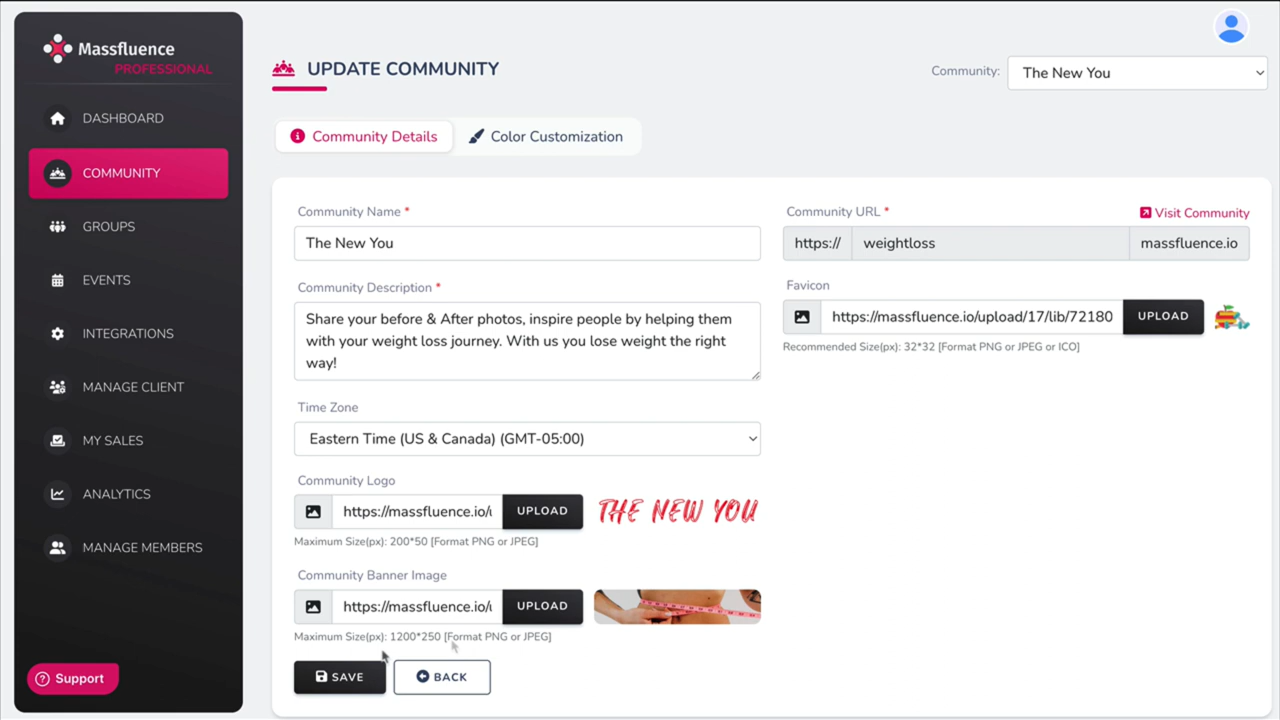 Massfluence
PROFESSIONAL
DASHBOARD
COMMUNITY
GROUPS
EVENTS
INTEGRATIONS
MANAGE CLIENT
MY SALES
ANALYTICS
MANAGE MEMBERS
Support
UPDATE COMMUNITY
Community: The New You
Community Details Color Customization
Community Name *
The New You
Community Description *
Share your before & After photos, inspire people by helping them
with your weight loss journey. With us you lose weight the right
way!
Time Zone
Eastern Time (US & Canada) (GMT-05:00)
Community Logo
https://massfluence.io/u UPLOAD THE NEW YOU
Maximum Size(px): 200*50 [Format PNG or JPEG]
Community Banner Image
https://massfluence.io/u UPLOAD
Maximum Size(px): 1200*250 [Format PNG or JPEG]
SAVE BACK
Community URL * Visit Community
https:// weightloss massfluence.io
Favicon
https://massfluence.io/upload/17/lib/72180 UPLOAD
Recommended Size(px): 32*32 [Format PNG or JPEG or ICO]